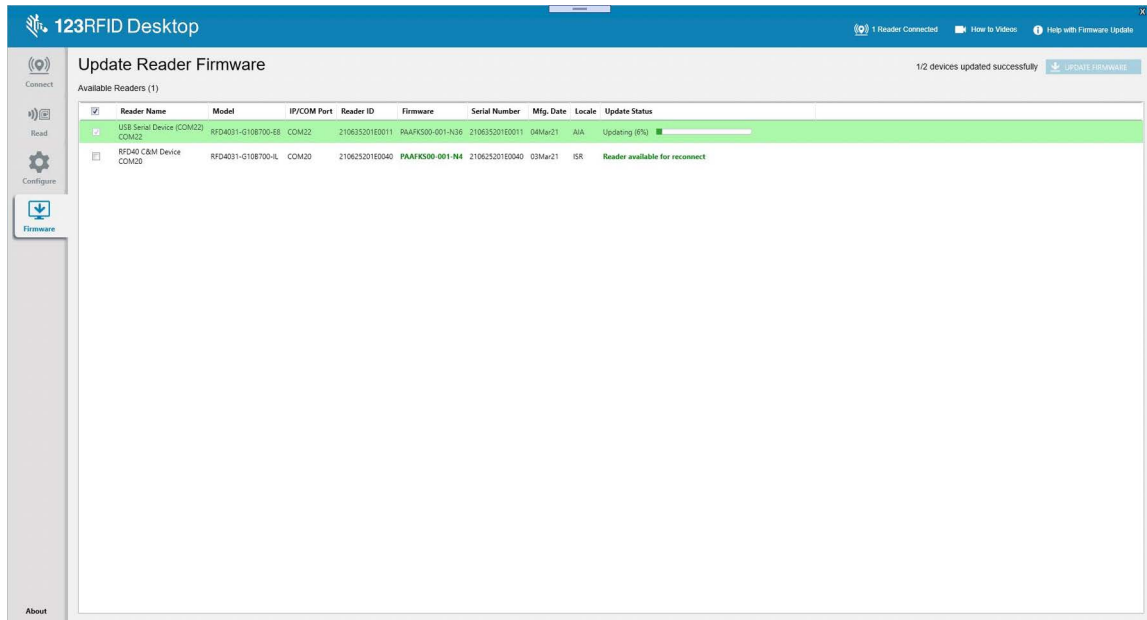 123RFID Desktop
1 Reader Connected
How to Videos
Help with Firmware Update
Connect
Read
Configure
Firmware
About
Update Reader Firmware
1/2 devices updated successfully
UPDATE FIRMWARE
Available Readers (1)
Reader Name Model IP/COM Port Reader ID Firmware Serial Number Mfg. Date Locale Update Status
USB Serial Device (COM22)
COM22 RFD4031-G10B700-E8 COM22 210635201E0011 PAAFKS00-001-N36 210635201E0011 04Mar21 AIA Updating (6%)
RFD40 C&M Device
COM20 RFD4031-G10B700-IL COM20 210625201E0040 PAAFKS00-001-N4 210625201E0040 03Mar21 ISR Reader available for reconnect